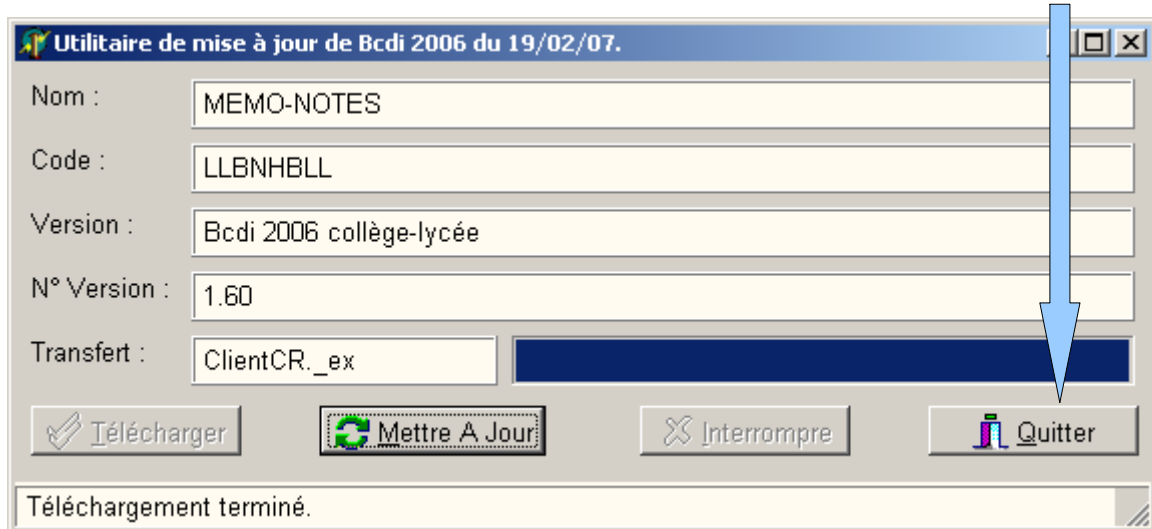 Utilitaire de mise à jour de Bcdi 2006 du 19/02/07.
Nom : MEMO-NOTES
Code : LLBNHBLL
Version : Bcdi 2006 collège-lycée
N° Version : 1.60
Transfert : ClientCR._ex
Télécharger Mettre A Jour Interrompre Quitter
Téléchargement terminé.